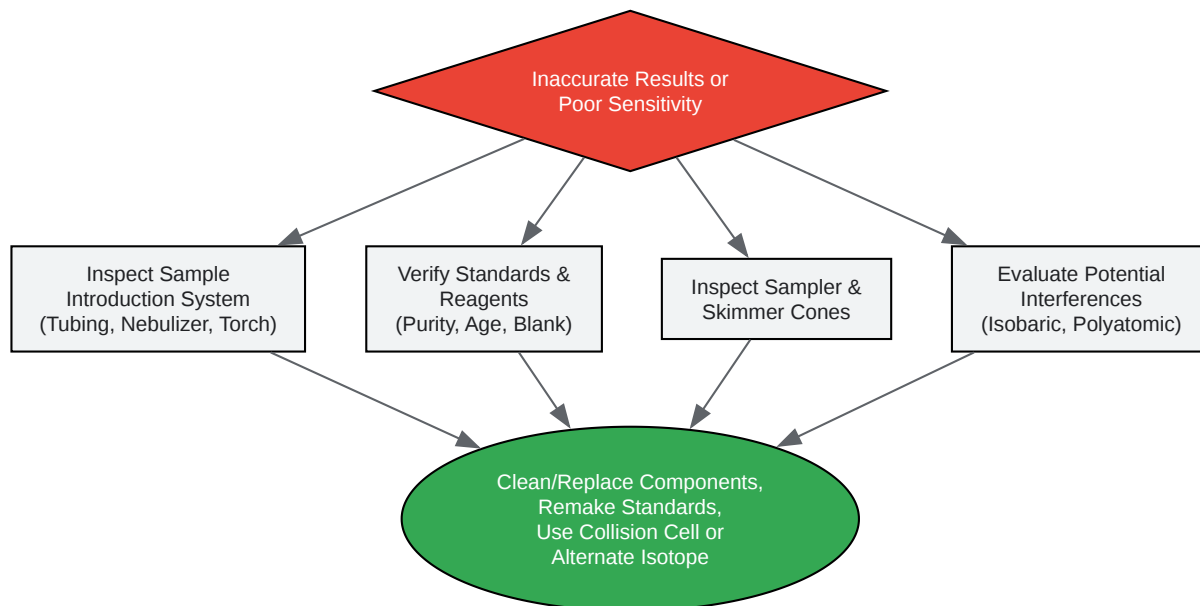 Inaccurate Results or
Poor Sensitivity
Inspect Sample
Introduction System
(Tubing, Nebulizer, Torch)
Verify Standards &
Reagents
(Purity, Age, Blank)
Inspect Sampler &
Skimmer Cones
Evaluate Potential
Interferences
(Isobaric, Polyatomic)
Clean/Replace Components,
Remake Standards,
Use Collision Cell or
Alternate Isotope